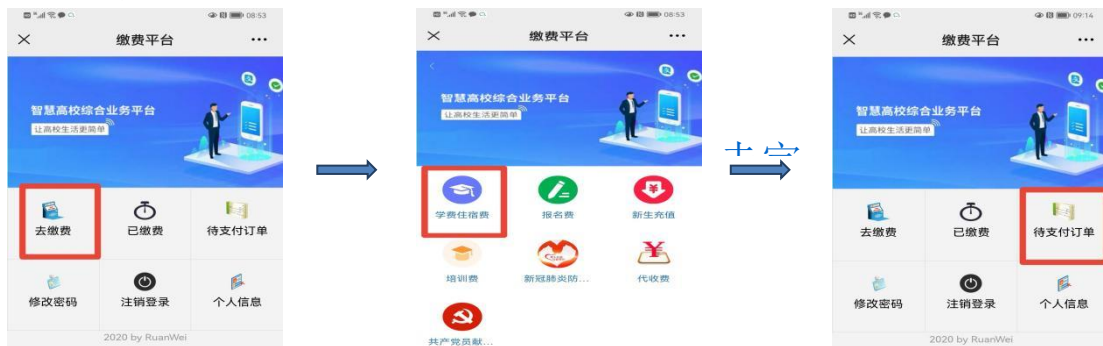 08:53
缴费平台
智慧高校综合业务平台
让高校生活更简单
去缴费
已缴费
待支付订单
修改密码
注销登录
个人信息
2020 by RuanWei
08:53
缴费平台
智慧高校综合业务平台
让高校生活更简单
学费住宿费
报名费
新生充值
培训费
新冠肺炎防...
代收费
共产党员献...
09:14
缴费平台
智慧高校综合业务平台
让高校生活更简单
去缴费
已缴费
待支付订单
修改密码
注销登录
个人信息
2020 by RuanWei